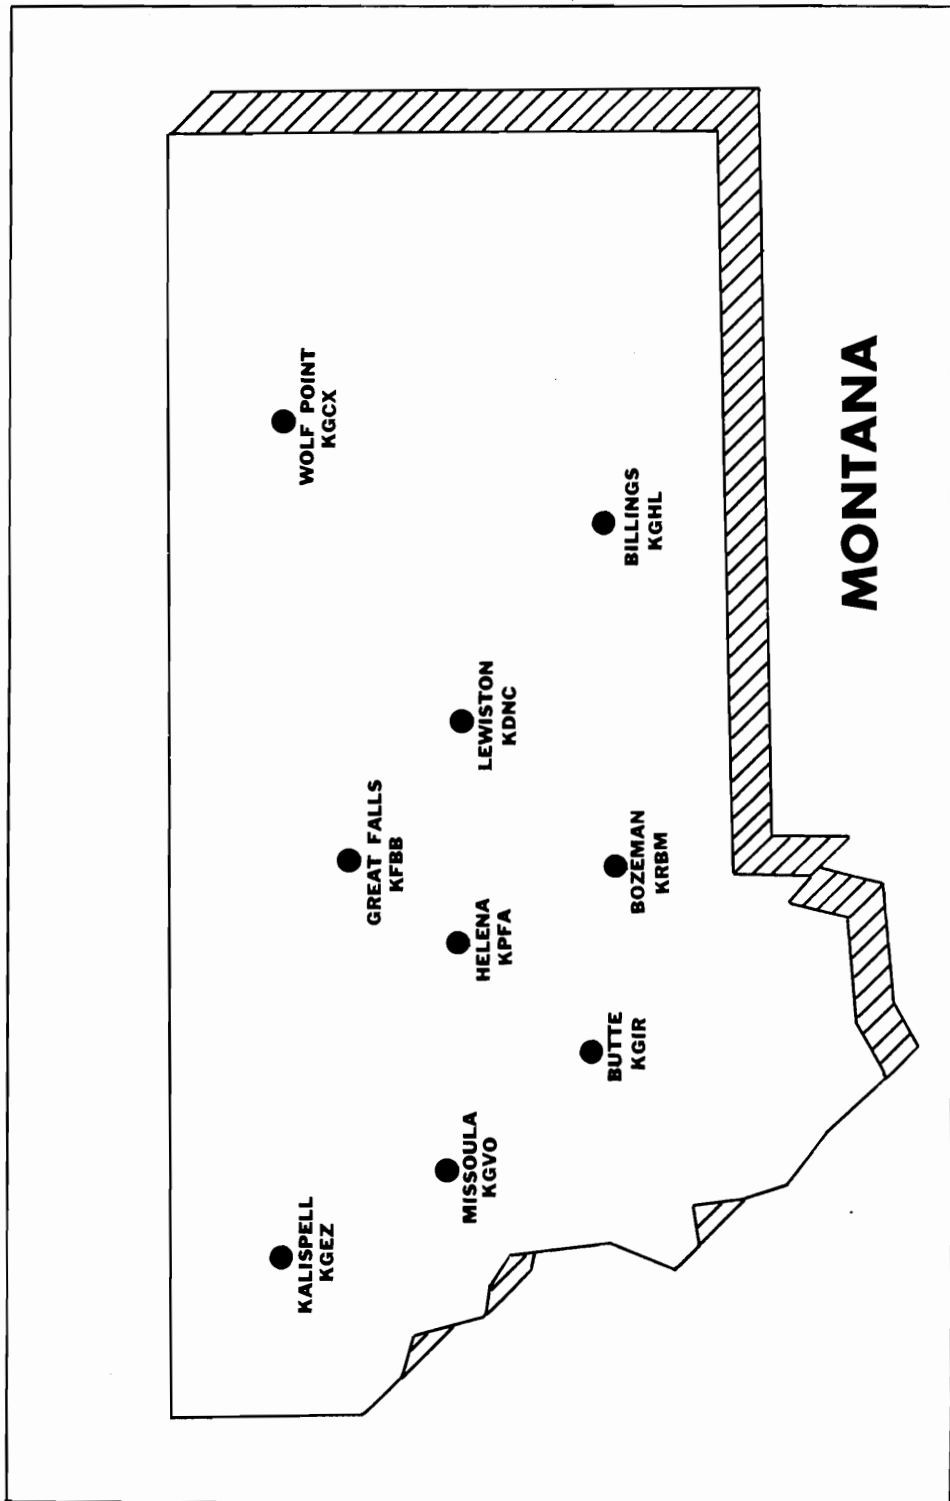 WOLF POINT
KGCX
KALISPELL
KGEZ
GREAT FALLS
KFBB
MISSOULA
KGVO
HELENA
KPFA
LEWISTON
KDNC
BUTTE
KGIR
BOZEMAN
KRBM
BILLINGS
KGHL
MONTANA